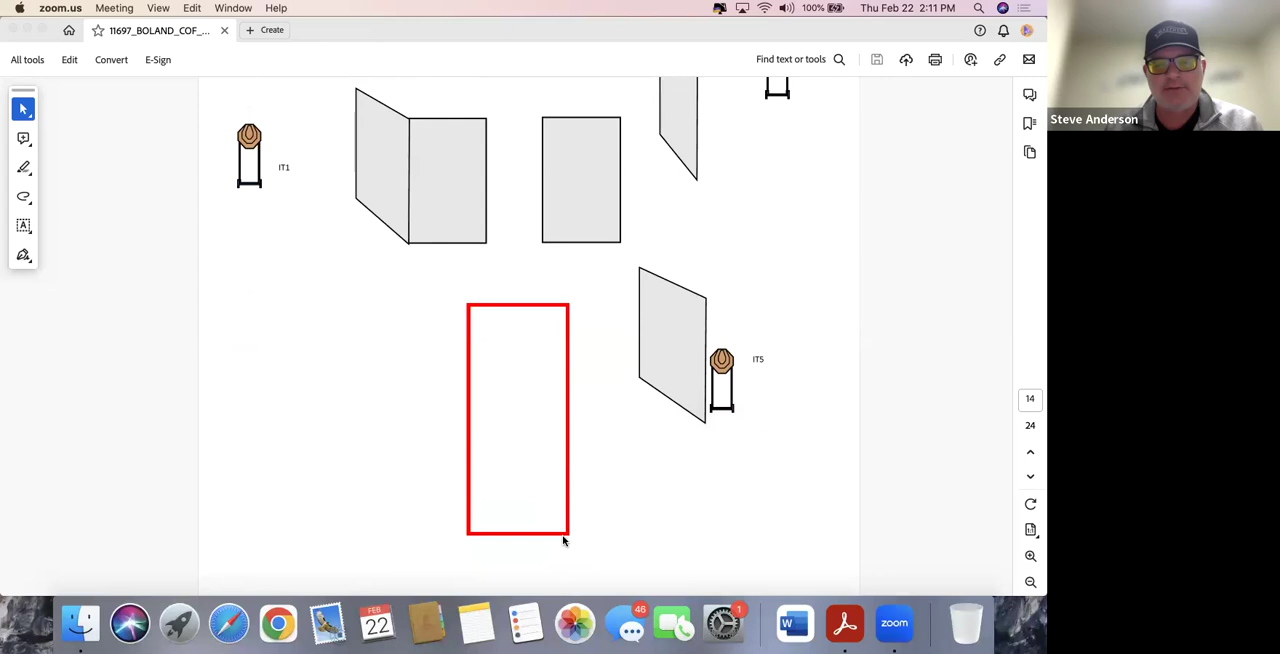 zoom.us Meeting View Edit Window Help 100% Thu Feb 22 2:11 PM
11697_BOLAND_COF_... Create
All tools Edit Convert E-Sign Find text or tools
Steve Anderson
IT1
IT5
14
24
46
1
FEB
22
W
zoom